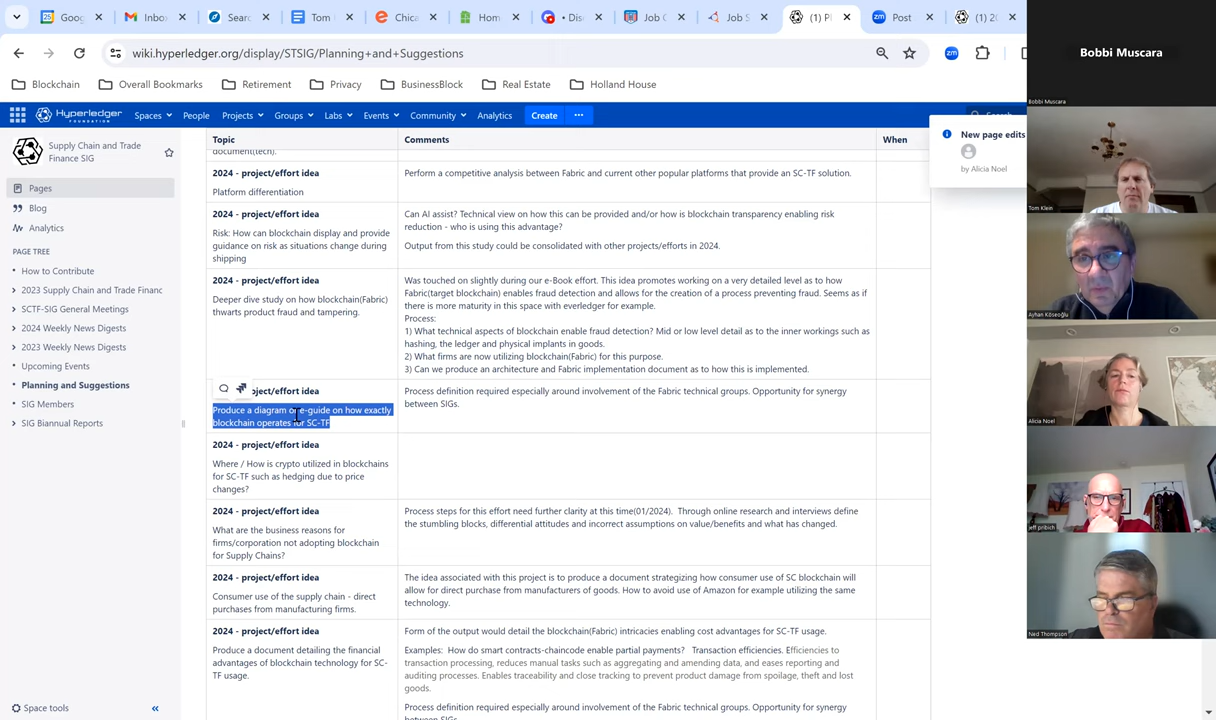 Goog
Inbox
Searc
Tom
Chica
Hom
• Dis
Job C
Job S
(1) P
Post
(1) 20
wiki.hyperledger.org/display/STSIG/Planning+and+Suggestions
Blockchain
Overall Bookmarks
Retirement
Privacy
BusinessBlock
Real Estate
Holland House
HYPERLEDGER
FOUNDATION
Spaces
People
Projects
Groups
Labs
Events
Community
Analytics
Create
Supply Chain and Trade
Finance SIG
Pages
Blog
Analytics
PAGE TREE
How to Contribute
2023 Supply Chain and Trade Financ
SCTF-SIG General Meetings
2024 Weekly News Digests
2023 Weekly News Digests
Upcoming Events
Planning and Suggestions
SIG Members
SIG Biannual Reports
Space tools
Topic
Comments
When
document(tech).
2024 - project/effort idea
Platform differentiation
Perform a competitive analysis between Fabric and current other popular platforms that provide an SC-TF solution.
2024 - project/effort idea
Risk: How can blockchain display and provide
guidance on risk as situations change during
shipping
Can AI assist? Technical view on how this can be provided and/or how is blockchain transparency enabling risk
reduction - who is using this advantage?
Output from this study could be consolidated with other projects/efforts in 2024.
2024 - project/effort idea
Deeper dive study on how blockchain(Fabric)
thwarts product fraud and tampering.
Was touched on slightly during our e-Book effort. This idea promotes working on a very detailed level as to how
Fabric(target blockchain) enables fraud detection and allows for the creation of a process preventing fraud. Seems as if
there is more maturity in this space with everledger for example.
Process:
1) What technical aspects of blockchain enable fraud detection? Mid or low level detail as to the inner workings such as
hashing, the ledger and physical implants in goods.
2) What firms are now utilizing blockchain(Fabric) for this purpose.
3) Can we produce an architecture and Fabric implementation document as to how this is implemented.
oject/effort idea
Produce a diagram or e-guide on how exactly
blockchain operates for SC-TF
Process definition required especially around involvement of the Fabric technical groups. Opportunity for synergy
between SIGs.
2024 - project/effort idea
Where / How is crypto utilized in blockchains
for SC-TF such as hedging due to price
changes?
2024 - project/effort idea
What are the business reasons for
firms/corporation not adopting blockchain
for Supply Chains?
Process steps for this effort need further clarity at this time(01/2024). Through online research and interviews define
the stumbling blocks, differential attitudes and incorrect assumptions on value/benefits and what has changed.
2024 - project/effort idea
Consumer use of the supply chain - direct
purchases from manufacturing firms.
The idea associated with this project is to produce a document strategizing how consumer use of SC blockchain will
allow for direct purchase from manufacturers of goods. How to avoid use of Amazon for example utilizing the same
technology.
2024 - project/effort idea
Produce a document detailing the financial
advantages of blockchain technology for SC-
TF usage.
Form of the output would detail the blockchain(Fabric) intricacies enabling cost advantages for SC-TF usage.
Examples: How do smart contracts-chaincode enable partial payments? Transaction efficiencies. Efficiencies to
transaction processing, reduces manual tasks such as aggregating and amending data, and eases reporting and
auditing processes. Enables traceability and close tracking to prevent product damage from spoilage, theft and lost
goods.
Process definition required especially around involvement of the Fabric technical groups. Opportunity for synergy
between SIGs.
New page edits
by Alicia Noel
Bobbi Muscara
Bobbi Muscara
Tom Klein
Ayhan Köseoğlu
Alicia Noel
jeff pribich
Ned Thompson